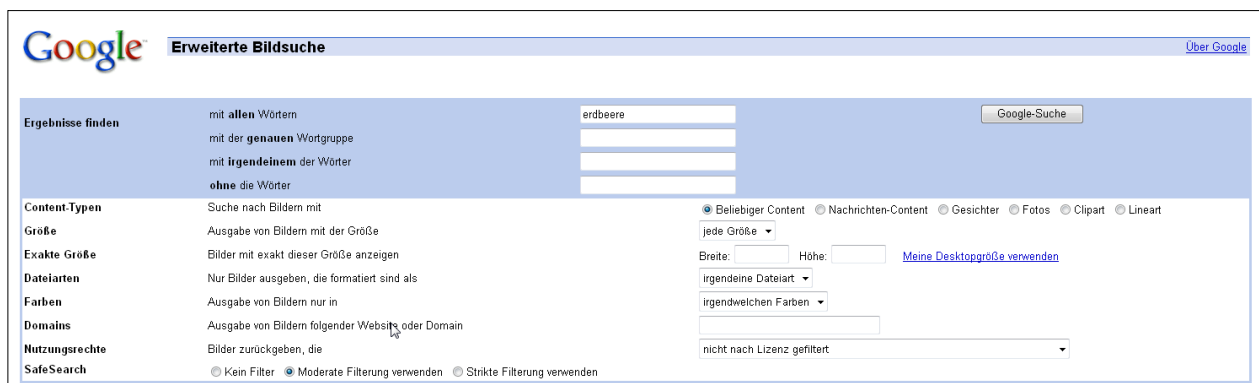 Google Erweiterte Bildsuche Über Google
Ergebnisse finden mit allen Wörtern erdbeere Google-Suche
mit der genauen Wortgruppe
mit irgendeinem der Wörter
ohne die Wörter
Content-Typen Suche nach Bildern mit Beliebiger Content Nachrichten-Content Gesichter Fotos Clipart Lineart
Größe Ausgabe von Bildern mit der Größe jede Größe
Exakte Größe Bilder mit exakt dieser Größe anzeigen Breite: Höhe: Meine Desktopgröße verwenden
Dateiarten Nur Bilder ausgeben, die formatiert sind als irgendeine Dateiart
Farben Ausgabe von Bildern nur in irgendwelchen Farben
Domains Ausgabe von Bildern folgender Website oder Domain
Nutzungsrechte Bilder zurückgeben, die nicht nach Lizenz gefiltert
SafeSearch Kein Filter Moderate Filterung verwenden Strikte Filterung verwenden